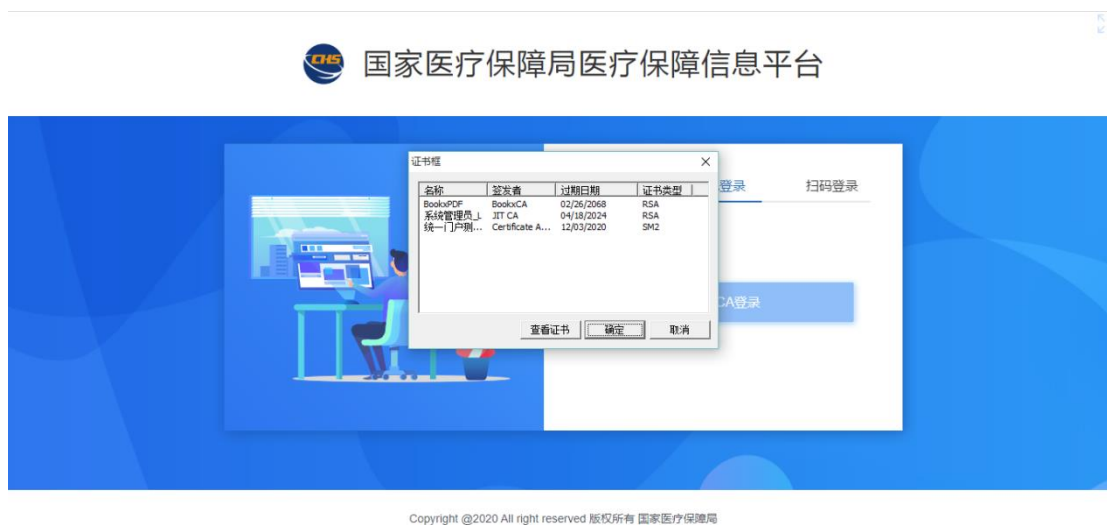 CHS 国家医疗保障局医疗保障信息平台
证书框
登录 扫码登录
名称 签发者 过期日期 证书类型
BookxPDF BookxCA 02/26/2068 RSA
系统管理员_L JIT CA 04/18/2024 RSA
统一门户测... Certificate A... 12/03/2020 SM2
CA登录
查看证书 确定 取消
Copyright @2020 All right reserved 版权所有 国家医疗保障局